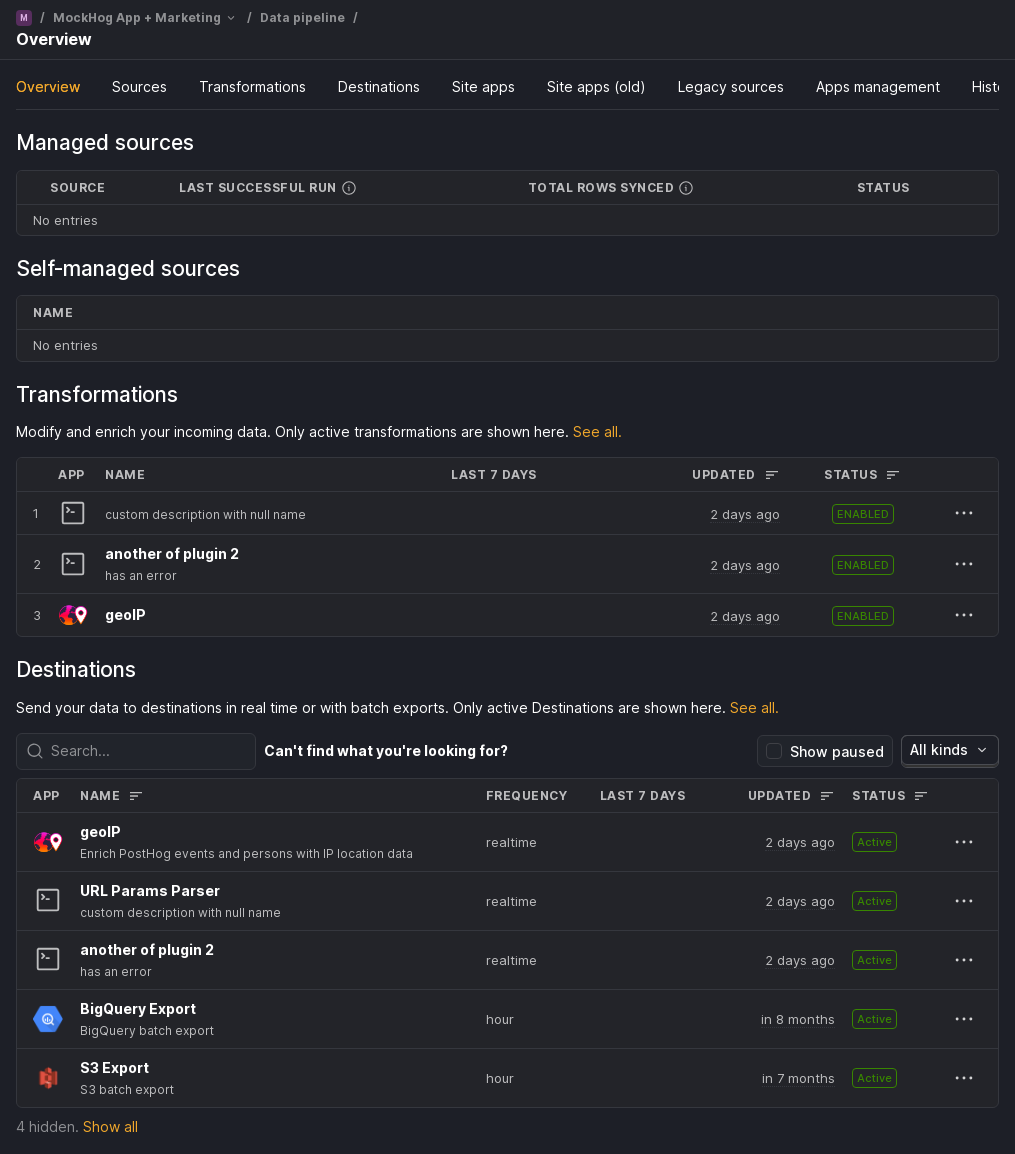 M / MockHog App + Marketing / Data pipeline /
Overview
Overview Sources Transformations Destinations Site apps Site apps (old) Legacy sources Apps management
Managed sources
SOURCE LAST SUCCESSFUL RUN TOTAL ROWS SYNCED STATUS
No entries
Self-managed sources
NAME
No entries
Transformations
Modify and enrich your incoming data. Only active transformations are shown here. See all.
APP NAME LAST 7 DAYS UPDATED STATUS
1 custom description with null name 2 days ago ENABLED
another of plugin 2
2 2 days ago ENABLED
has an error
3 geoIP 2 days ago ENABLED
Destinations
Send your data to destinations in real time or with batch exports. Only active Destinations are shown here. See all.
Search... Can't find what you're looking for? Show paused All kinds
APP NAME FREQUENCY LAST 7 DAYS UPDATED STATUS
geoIP
realtime 2 days ago Active
Enrich PostHog events and persons with IP location data
URL Params Parser
realtime 2 days ago Active
custom description with null name
another of plugin 2
realtime 2 days ago Active
has an error
BigQuery Export
hour in 8 months Active
BigQuery batch export
S3 Export
hour in 7 months Active
S3 batch export
4 hidden. Show all